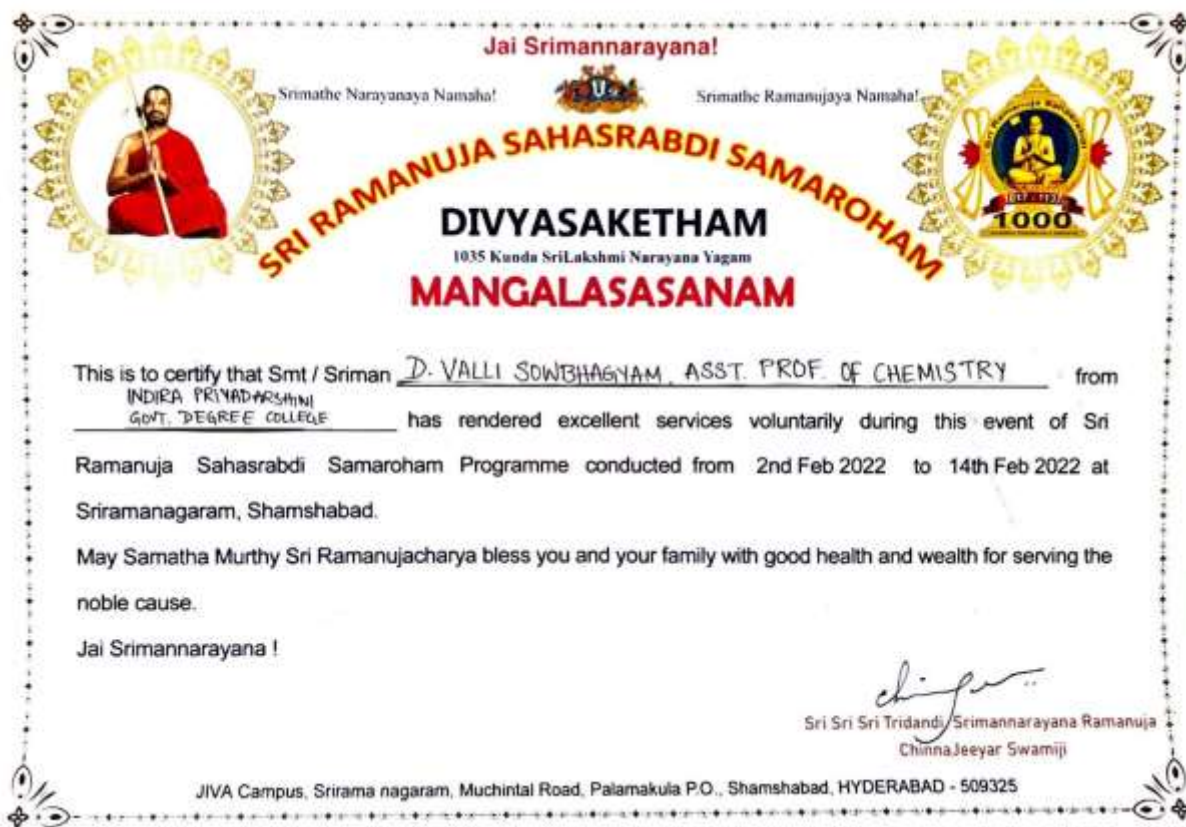 Jai Srimannarayana!
Srimathe Narayanaya Namaha!
Srimathe Ramanujaya Namaha!
SRI RAMANUJA SAHASRABDI SAMAROHAM
1000
DIVYASAKETHAM
1035 Kunda SriLakshmi Narayana Yagam
MANGALASASANAM
This is to certify that Smt / Sriman D. VALLI SOWBHAGYAM, ASST. PROF. OF CHEMISTRY from
INDIRA PRIYADARSHINI
GOVT. DEGREE COLLEGE has rendered excellent services voluntarily during this event of Sri
Ramanuja Sahasrabdi Samaroham Programme conducted from 2nd Feb 2022 to 14th Feb 2022 at
Sriramanagaram, Shamshabad.
May Samatha Murthy Sri Ramanujacharya bless you and your family with good health and wealth for serving the
noble cause.
Jai Srimannarayana !
Sri Sri Sri Tridandi Srimannarayana Ramanuja
ChinnaJeeyar Swamiji
JIVA Campus, Srirama nagaram, Muchintal Road, Palamakula P.O., Shamshabad, HYDERABAD - 509325